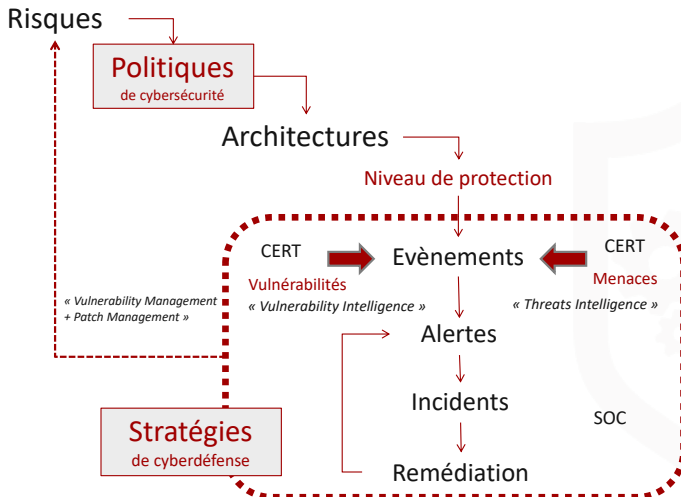 Risques
Politiques
de cybersécurité
Architectures
Niveau de protection
CERT
Evènements
CERT
Vulnérabilités
Menaces
« Vulnerability Management
+ Patch Management »
« Vulnerability Intelligence »
« Threats Intelligence »
Alertes
Incidents
SOC
Stratégies
de cyberdéfense
Remédiation